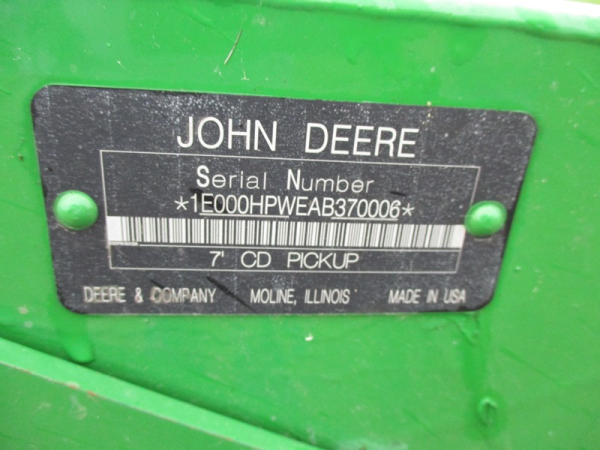 JOHN DEERE
Serial Number
*1E000HPWEAB370006*
7' CD PICKUP
DEERE & COMPANY MOLINE, ILLINOIS MADE IN USA